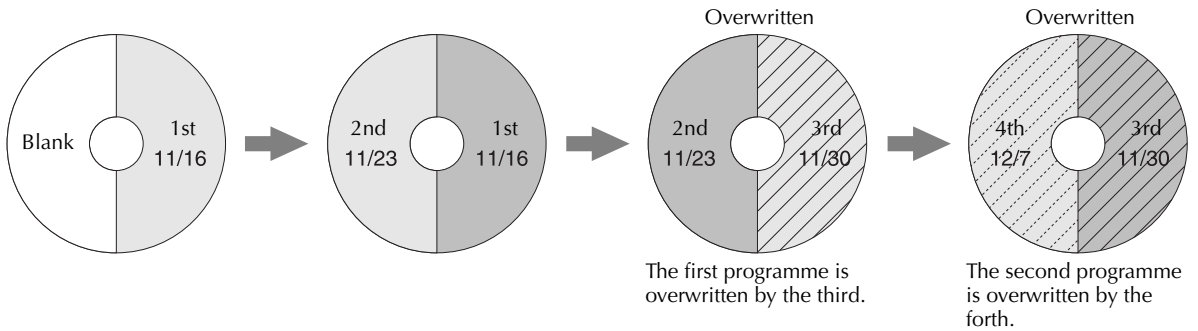 Overwritten
Overwritten
Blank
1st
11/16
2nd
11/23
1st
11/16
2nd
11/23
3rd
11/30
4th
12/7
3rd
11/30
The first programme is
overwritten by the third.
The second programme
is overwritten by the
forth.